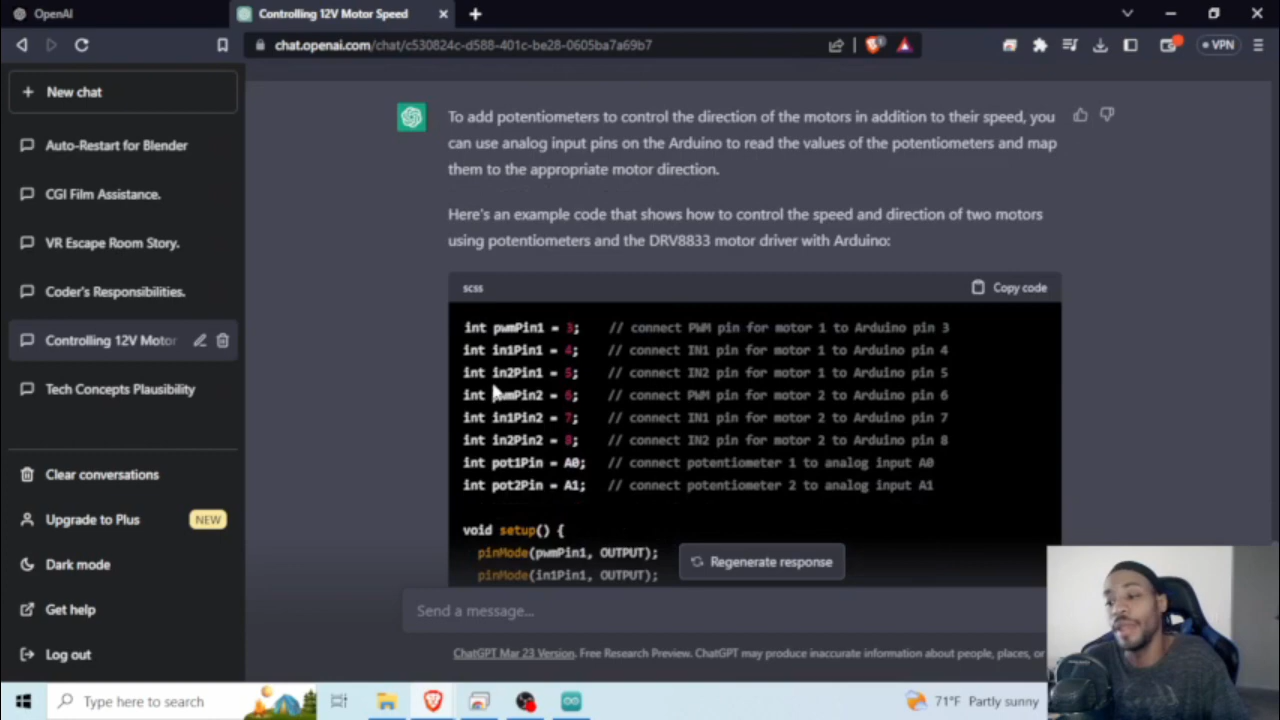 OpenAI
Controlling 12V Motor Speed
chat.openai.com/chat/c530824c-d588-401c-be28-0605ba7a69b7
VPN
New chat
Auto-Restart for Blender
CGI Film Assistance.
VR Escape Room Story.
Coder's Responsibilities.
Controlling 12V Motor
Tech Concepts Plausibility
Clear conversations
Upgrade to Plus NEW
Dark mode
Get help
Log out
To add potentiometers to control the direction of the motors in addition to their speed, you
can use analog input pins on the Arduino to read the values of the potentiometers and map
them to the appropriate motor direction.
Here's an example code that shows how to control the speed and direction of two motors
using potentiometers and the DRV8833 motor driver with Arduino:
scss Copy code
int pwmPin1 = 3; // connect PWM pin for motor 1 to Arduino pin 3
int in1Pin1 = 4; // connect IN1 pin for motor 1 to Arduino pin 4
int in2Pin1 = 5; // connect IN2 pin for motor 1 to Arduino pin 5
int pwmPin2 = 6; // connect PWM pin for motor 2 to Arduino pin 6
int in1Pin2 = 7; // connect IN1 pin for motor 2 to Arduino pin 7
int in2Pin2 = 8; // connect IN2 pin for motor 2 to Arduino pin 8
int pot1Pin = A0; // connect potentiometer 1 to analog input A0
int pot2Pin = A1; // connect potentiometer 2 to analog input A1
void setup() {
pinMode(pwmPin1, OUTPUT);
pinMode(in1Pin1, OUTPUT);
Regenerate response
Send a message...
ChatGPT Mar 23 Version. Free Research Preview. ChatGPT may produce inaccurate information about people, places, or
Type here to search
71°F Partly sunny